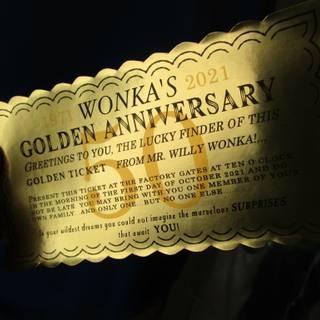 1971 WONKA'S 2021
GOLDEN ANNIVERSARY
50
GREETINGS TO YOU, THE LUCKY FINDER OF THIS
GOLDEN TICKET FROM MR. WILLY WONKA!...
PRESENT THIS TICKET AT THE FACTORY GATES AT TEN O'CLOCK
IN THE MORNING OF THE FIRST DAY OF OCTOBER 2021 AND DO
NOT BE LATE YOU MAY BRING WITH YOU ONE MEMBER OF YOUR
OWN FAMILY. AND ONLY ONE. BUT NO ONE ELSE
your wildest dreams you could not imagine the marvelous SURPRISES
that await YOU!